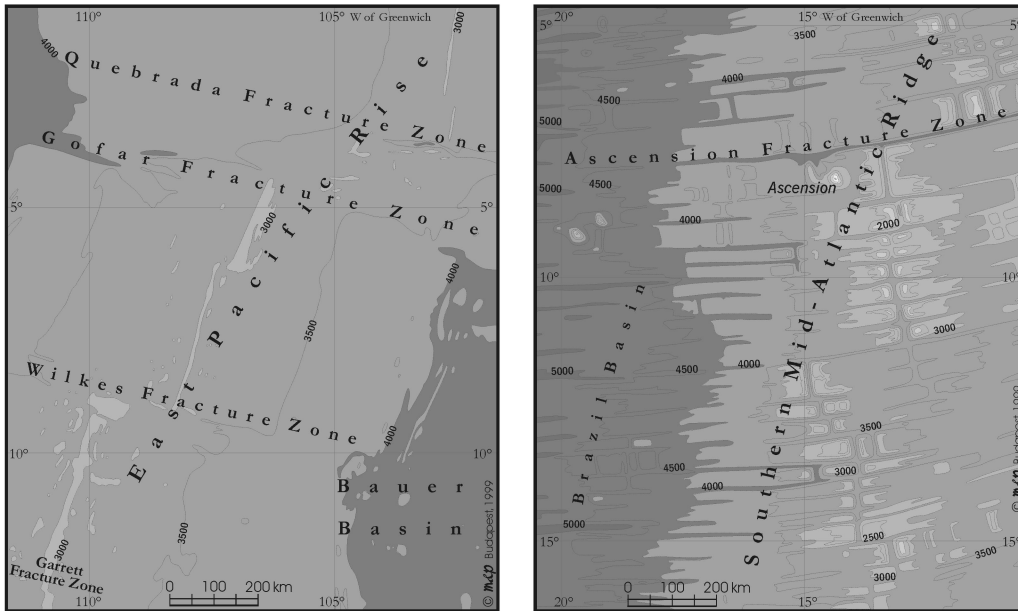 110° 105° W of Greenwich
4000
3000
Quebrada Fracture Zone
Gofar Fracture Zone
East Pacific Rise
5° 5°
3000
4000
3500
Wilkes Fracture Zone
4000
10° 10°
Bauer
Basin
3500
3000
Garrett
Fracture Zone
0 100 200 km
110° 105°
© mcp Budapest, 1999
20° 15° W of Greenwich
5° 5°
3500
4000
4500
5000
Ascension Fracture Zone
Southern Mid-Atlantic Ridge
5000
4500
Ascension
4000
2000
10° 10°
Brazil Basin
3000
5000
4500
4000
3500
4500
3000
4000
5000
2500
15° 15°
3500
3000
0 100 200 km
20° 15°
© mcp Budapest, 1999